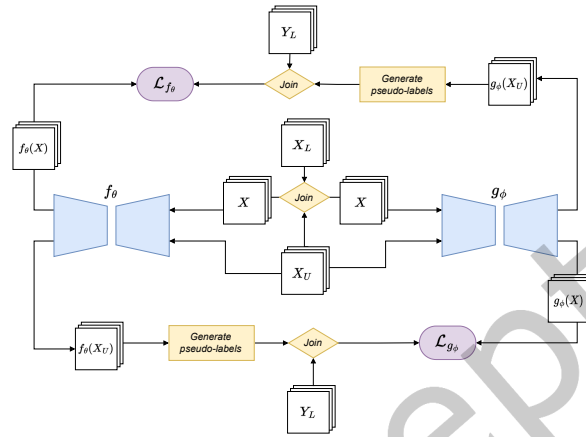 Y_L
L_{f_θ}
Join
Generate
pseudo-labels
g_ϕ(X_U)
f_θ(X)
X_L
f_θ
X
Join
X
g_ϕ
X_U
g_ϕ(X)
f_θ(X_U)
Generate
pseudo-labels
Join
L_{g_ϕ}
Y_L